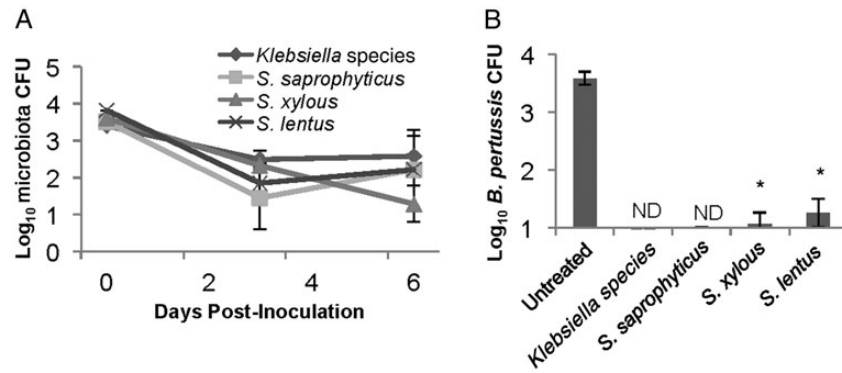 A
Log10 microbiota CFU
5
4
3
2
1
0
0
2
4
6
Days Post-Inoculation
Klebsiella species
S. saprophyticus
S. xylous
S. lentus
B
Log10 B. pertussis CFU
4
3
2
1
ND
ND
*
*
Untreated
Klebsiella species
S. saprophyticus
S. xylous
S. lentus